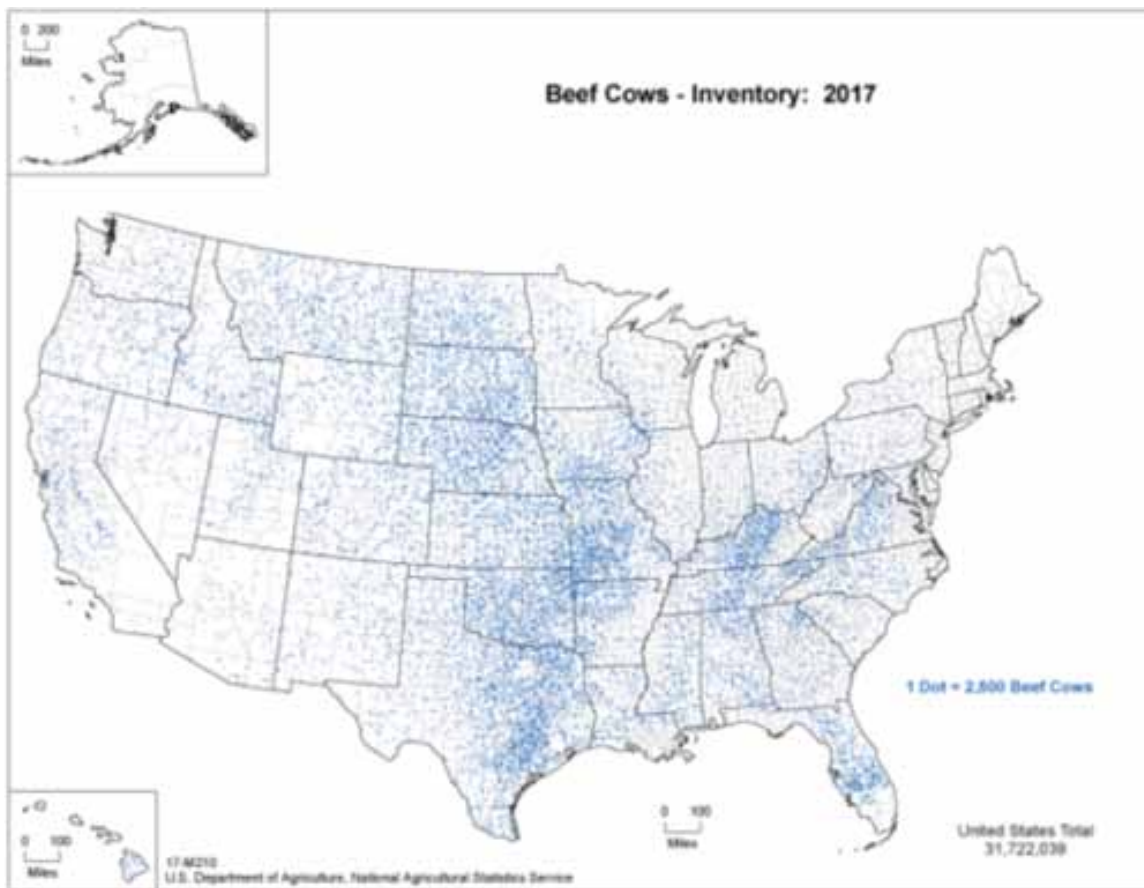 0 200
Miles
Beef Cows - Inventory: 2017
1 Dot = 2,500 Beef Cows
0 100
Miles
0 100
Miles
United States Total
31,722,039
17-M210
U.S. Department of Agriculture, National Agricultural Statistics Service